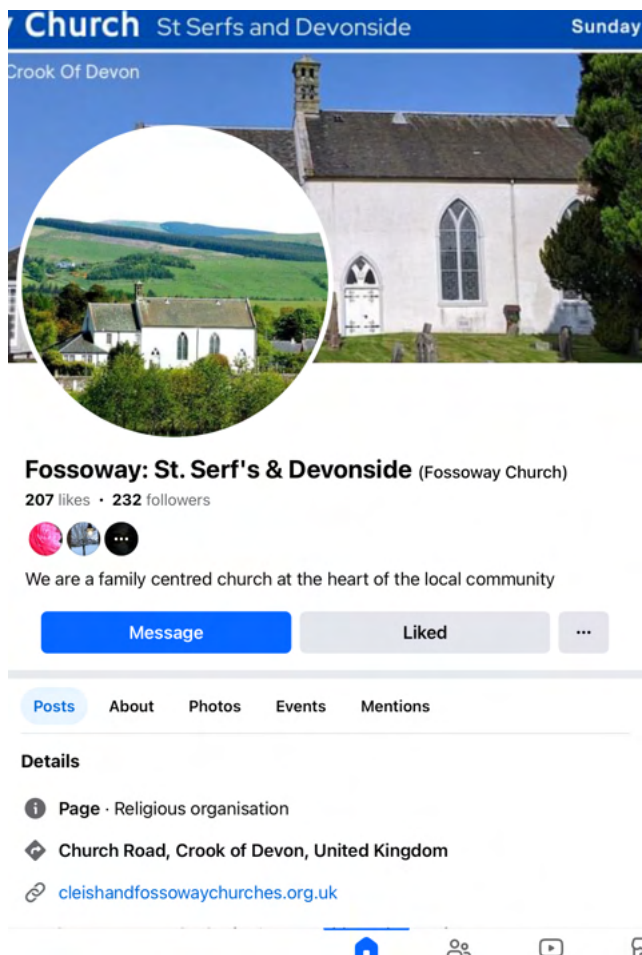 Church St Serfs and Devonside Sunday
Crook Of Devon
Fossoway: St. Serf's & Devonside (Fossoway Church)
207 likes · 232 followers
We are a family centred church at the heart of the local community
Message Liked
Posts About Photos Events Mentions
Details
Page · Religious organisation
Church Road, Crook of Devon, United Kingdom
cleishandfossowaychurches.org.uk